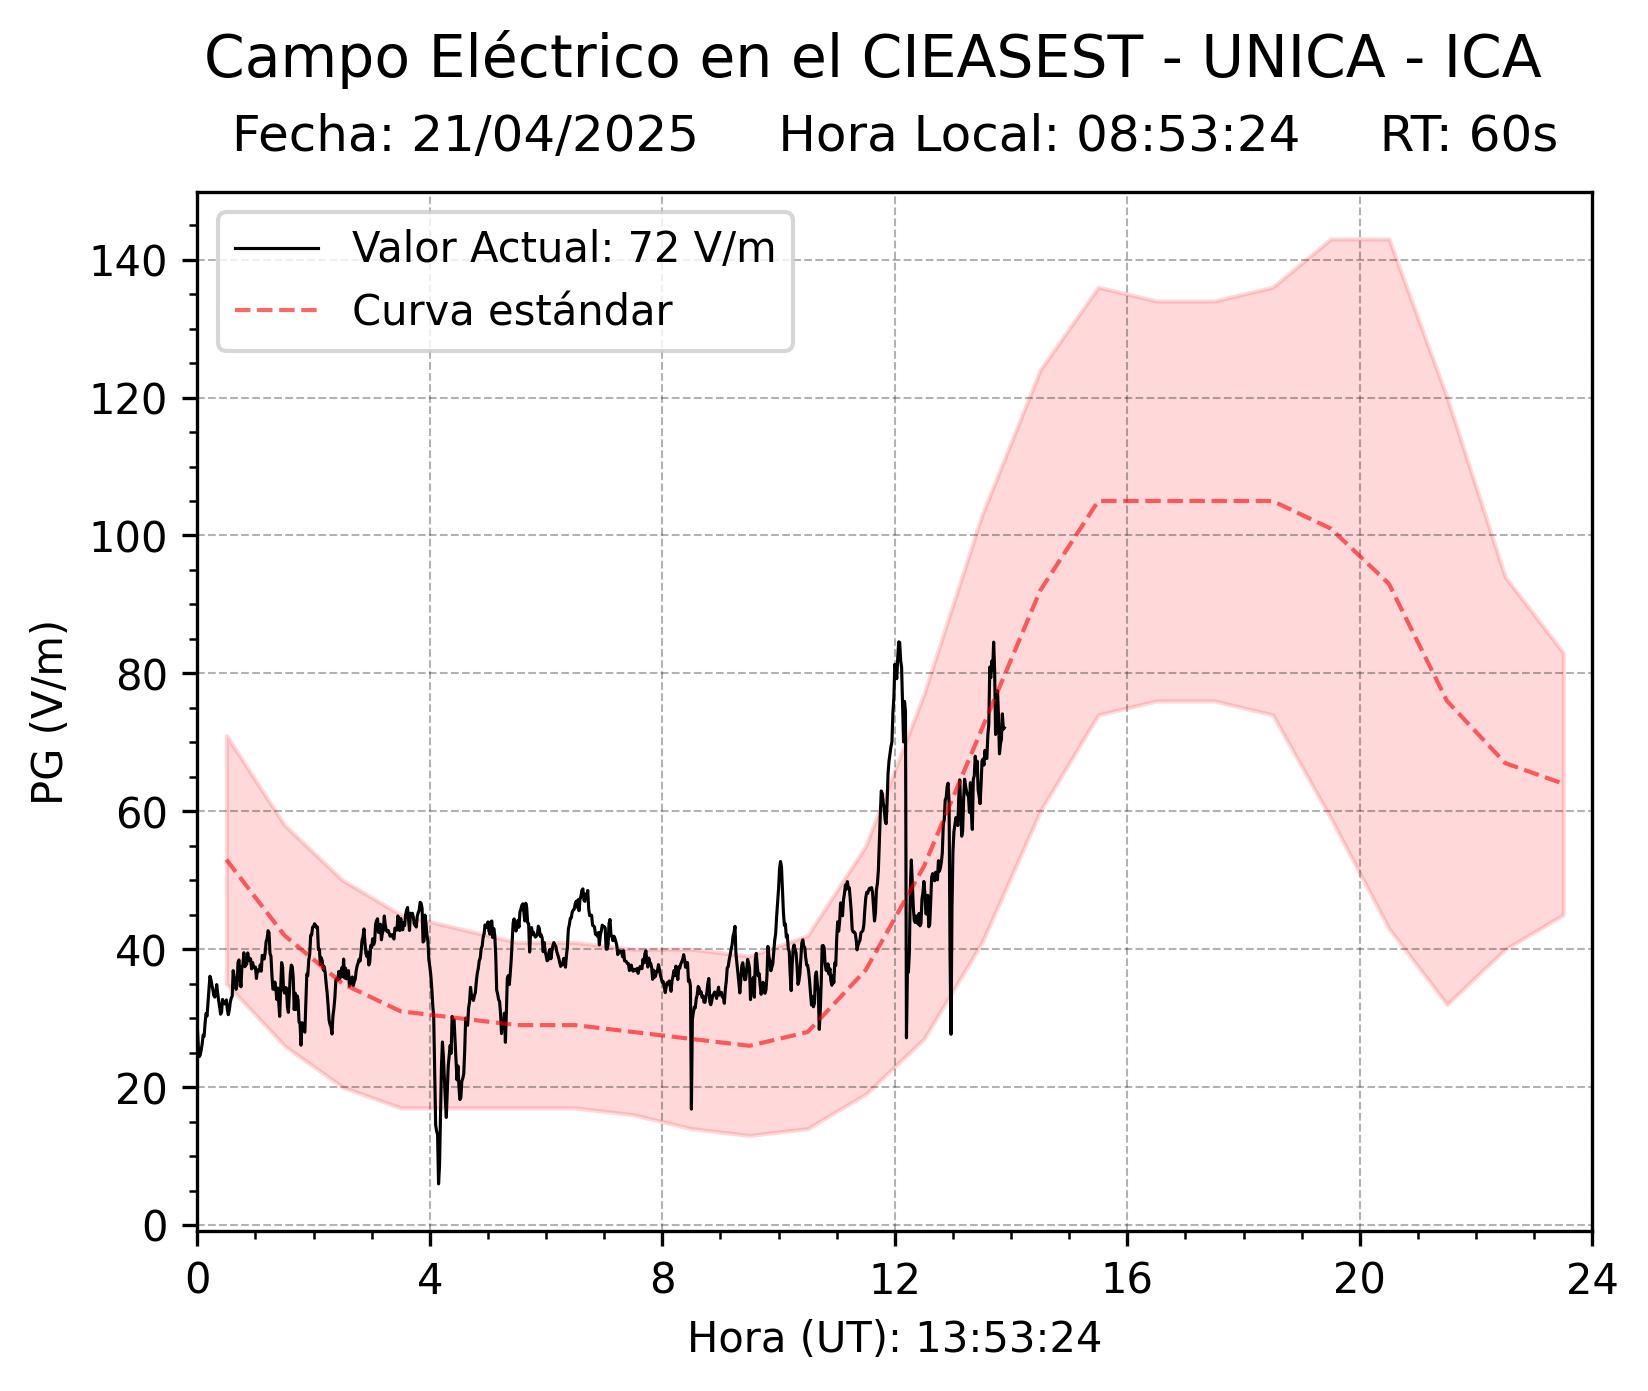 Campo Eléctrico en el CIEASEST - UNICA - ICA
Fecha: 21/04/2025 Hora Local: 08:53:24 RT: 60s
Valor Actual: 72 V/m
Curva estándar
140
120
100
80
60
40
20
0
PG (V/m)
0 4 8 12 16 20 24
Hora (UT): 13:53:24